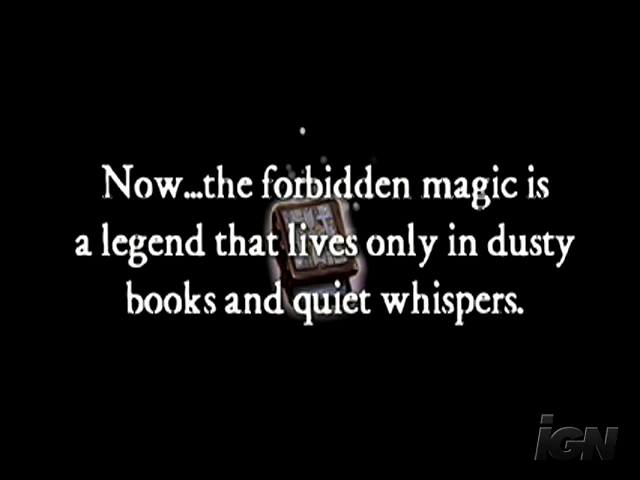 Now...the forbidden magic is
a legend that lives only in dusty
books and quiet whispers.
IGN